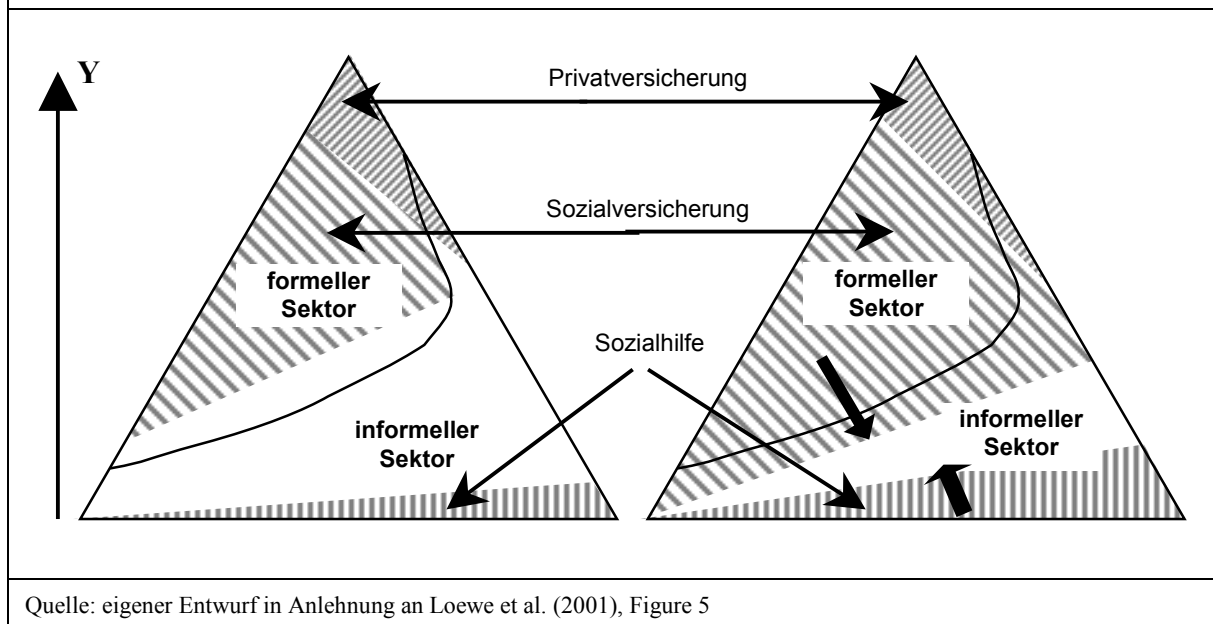 Y
Privatversicherung
Sozialversicherung
formeller
Sektor
formeller
Sektor
Sozialhilfe
informeller
Sektor
informeller
Sektor
Quelle: eigener Entwurf in Anlehnung an Loewe et al. (2001), Figure 5